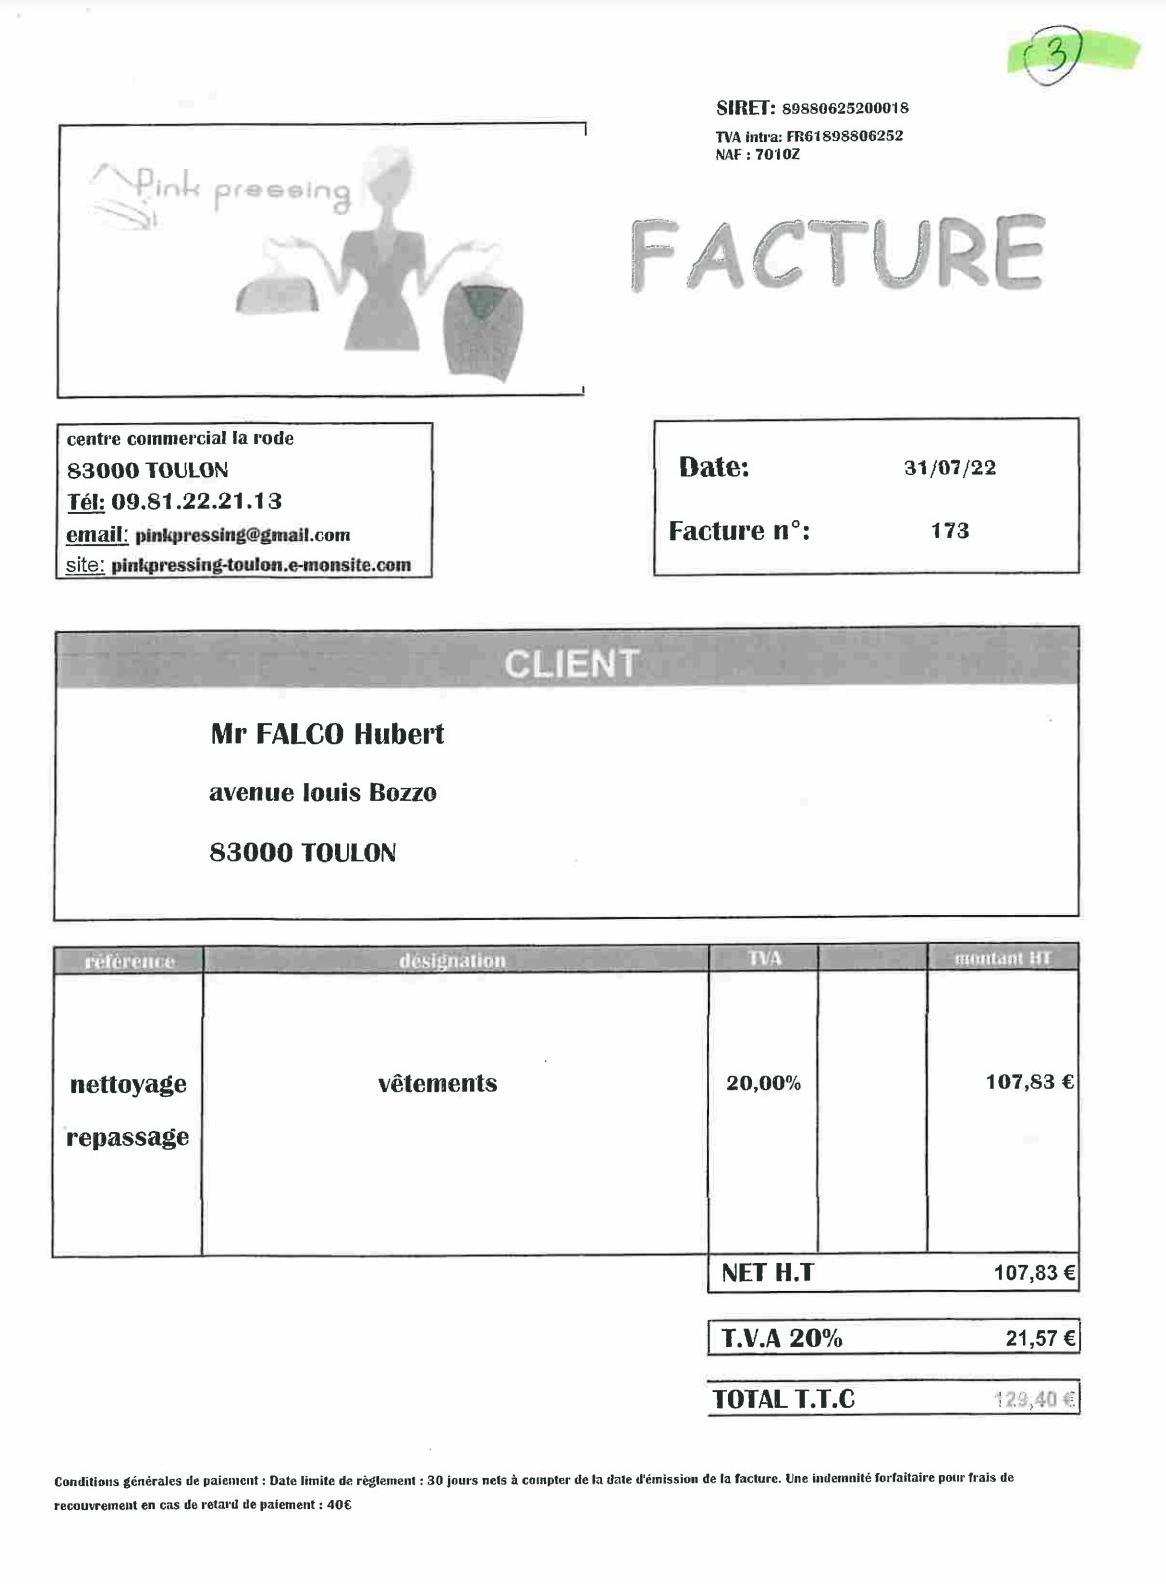 3
SIRET: 89880625200018
TVA intra: FR61898806252
NAF : 7010Z
Pink pressing
FACTURE
centre commercial la rode
83000 TOULON
Tél: 09.81.22.21.13
email: pinkpressing@gmail.com
site: pinkpressing-toulon.e-monsite.com
Date: 31/07/22
Facture n°: 173
CLIENT
Mr FALCO Hubert
avenue louis Bozzo
83000 TOULON
référence désignation TVA montant HT
nettoyage vêtements 20,00% 107,83 €
repassage
NET H.T 107,83 €
T.V.A 20% 21,57 €
TOTAL T.T.C 129,40 €
Conditions générales de paiement : Date limite de règlement : 30 jours nets à compter de la date d'émission de la facture. Une indemnité forfaitaire pour frais de
recouvrement en cas de retard de paiement : 40€